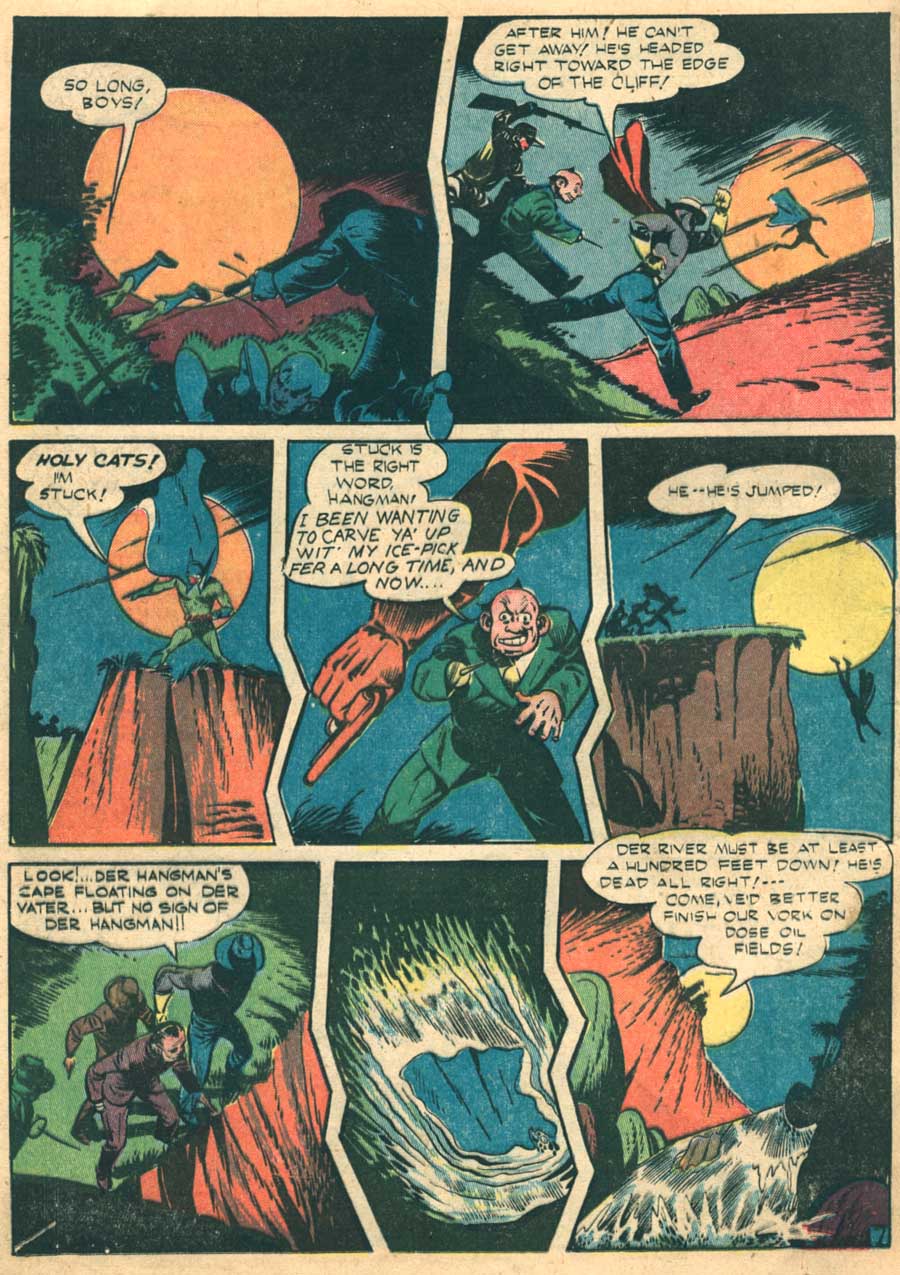 SO LONG,
BOYS!
AFTER HIM! HE CAN'T
GET AWAY! HE'S HEADED
RIGHT TOWARD THE EDGE
OF THE CLIFF!
HOLY CATS!
I'M
STUCK!
STUCK IS
THE RIGHT
WORD,
HANGMAN!
I BEEN WANTING
TO CARVE YA' UP
WIT' MY ICE-PICK
FER A LONG TIME, AND
NOW....
HE--HE'S JUMPED!
LOOK!...DER HANGMAN'S
CAPE FLOATING ON DER
VATER... BUT NO SIGN OF
DER HANGMAN!!
DER RIVER MUST BE AT LEAST
A HUNDRED FEET DOWN! HE'S
DEAD ALL RIGHT!---
COME, VE'D BETTER
FINISH OUR VORK ON
DOSE OIL
FIELDS!
7